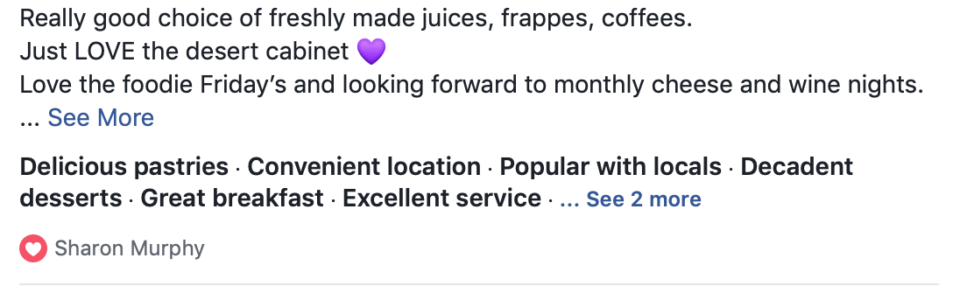 Really good choice of freshly made juices, frappes, coffees.
Just LOVE the desert cabinet 💜
Love the foodie Friday’s and looking forward to monthly cheese and wine nights.
... See More
Delicious pastries · Convenient location · Popular with locals · Decadent
desserts · Great breakfast · Excellent service · ... See 2 more
Sharon Murphy